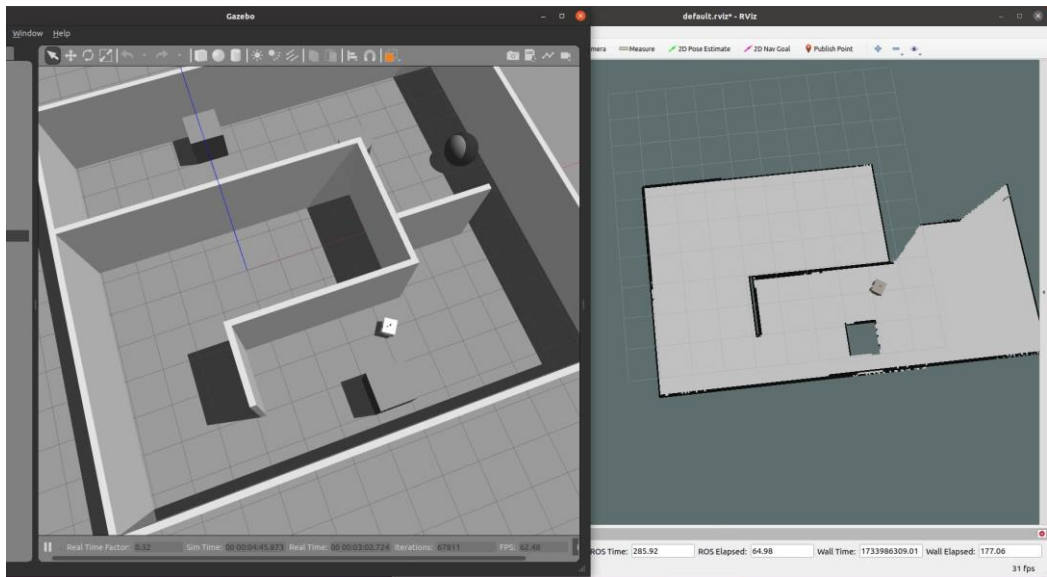 Gazebo
Window Help
Real Time Factor: 0.32 Sim Time: 00 00:04:45.873 Real Time: 00 00:03:02.724 Iterations: 67811 FPS: 62.48
default.rviz* - RViz
mera Measure 2D Pose Estimate 2D Nav Goal Publish Point
ROS Time: 285.92 ROS Elapsed: 64.98 Wall Time: 1733986309.01 Wall Elapsed: 177.06
31 fps